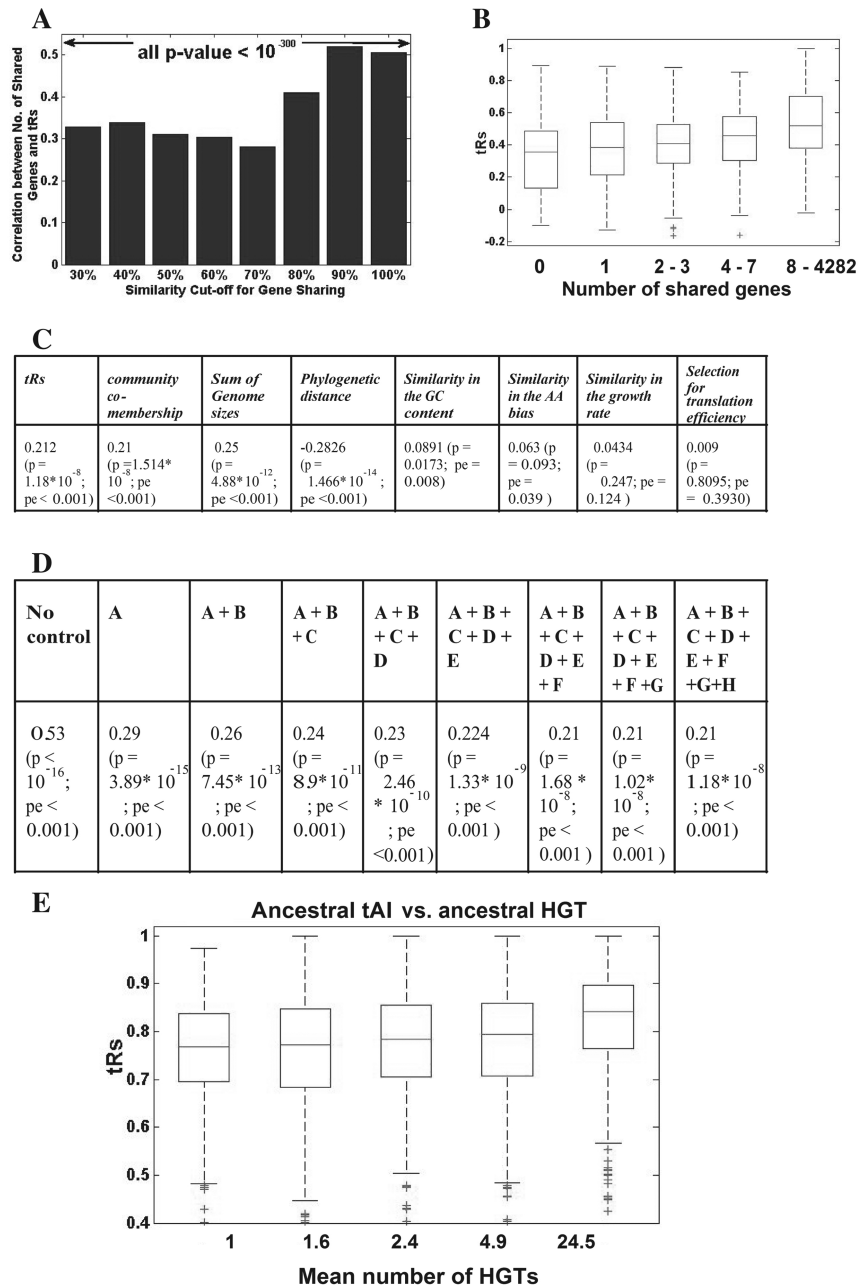 A
all p-value < 10^-300
0.5
0.4
0.3
0.2
0.1
0
Correlation between No. of Shared
Genes and tRs
30% 40% 50% 60% 70% 80% 90% 100%
Similarity Cut-off for Gene Sharing
B
1
0.8
0.6
0.4
0.2
0
-0.2
tRs
0 1 2 - 3 4 - 7 8 - 4282
Number of shared genes
C
tRs
community
co-
membership
Sum of
Genome
sizes
Phylogenetic
distance
Similarity in
the GC
content
Similarity
in the AA
bias
Similarity in
the growth
rate
Selection
for
translation
efficiency
0.212
(p =
1.18*10^-8;
pe < 0.001)
0.21
(p =1.514*
10^-8; pe
<0.001)
0.25
(p =
4.88*10^-12;
pe <0.001)
-0.2826
(p =
1.466*10^-14;
pe <0.001)
0.0891 (p =
0.0173; pe =
0.008)
0.063 (p
= 0.093;
pe =
0.039 )
0.0434
(p =
0.247; pe =
0.124 )
0.009
(p =
0.8095; pe
= 0.3930)
D
No
control
A
A + B
A + B
+ C
A + B
+ C +
D
A + B +
C + D +
E
A + B
+ C +
D + E
+ F
A + B
+ C +
D + E
+ F +G
A + B +
C + D +
E + F
+G+H
0.53
(p <
10^-16;
pe <
0.001)
0.29
(p =
3.89* 10^-15
; pe <
0.001)
0.26
(p =
7.45* 10^-13
; pe <
0.001)
0.24
(p =
8.9* 10^-11
; pe <
0.001)
0.23
(p =
2.46
* 10^-10
; pe
<0.001)
0.224
(p =
1.33* 10^-9
; pe <
0.001 )
0.21
(p =
1.68 *
10^-8;
pe <
0.001 )
0.21
(p =
1.02*
10^-8;
pe <
0.001 )
0.21
(p =
1.18* 10^-8
; pe <
0.001)
E
Ancestral tAI vs. ancestral HGT
1
0.9
0.8
0.7
0.6
0.5
0.4
tRs
1 1.6 2.4 4.9 24.5
Mean number of HGTs